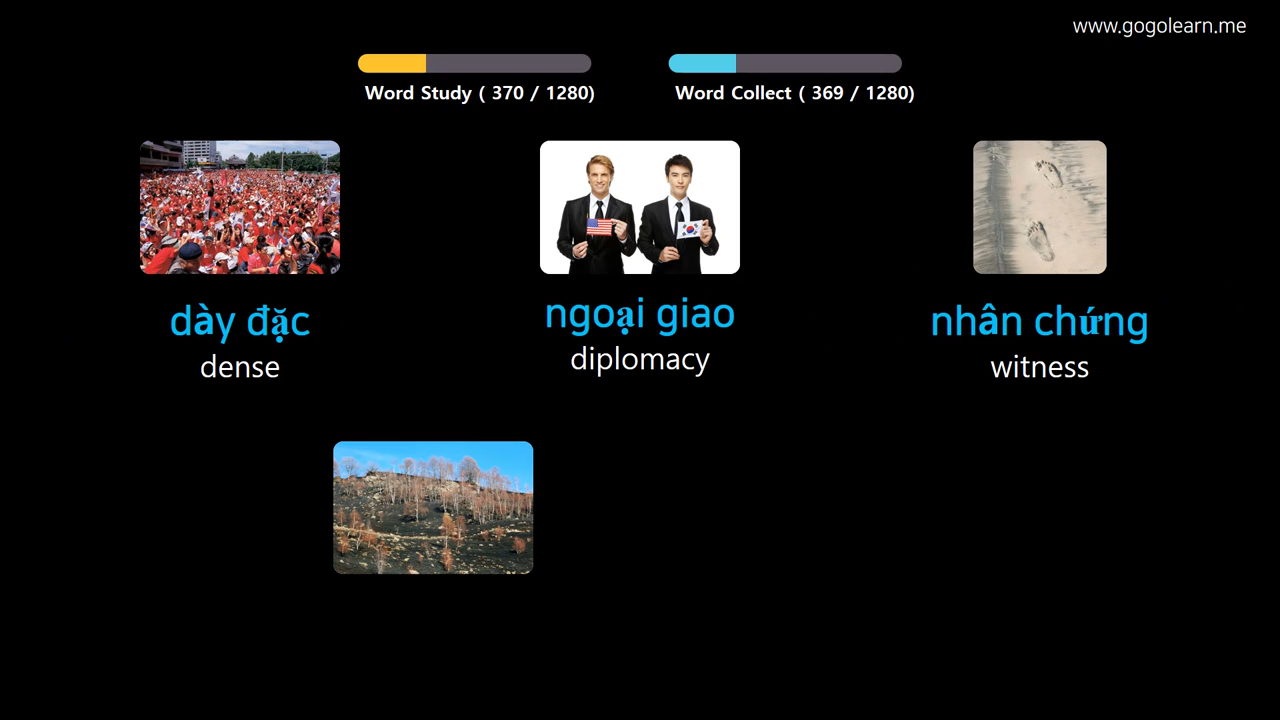 www.gogolearn.me
Word Study ( 370 / 1280)
Word Collect ( 369 / 1280)
dày đặc
dense
ngoại giao
diplomacy
nhân chứng
witness